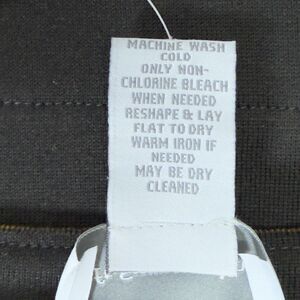 MACHINE WASH
COLD
ONLY NON-
CHLORINE BLEACH
WHEN NEEDED
RESHAPE & LAY
FLAT TO DRY
WARM IRON IF
NEEDED
MAY BE DRY
CLEANED